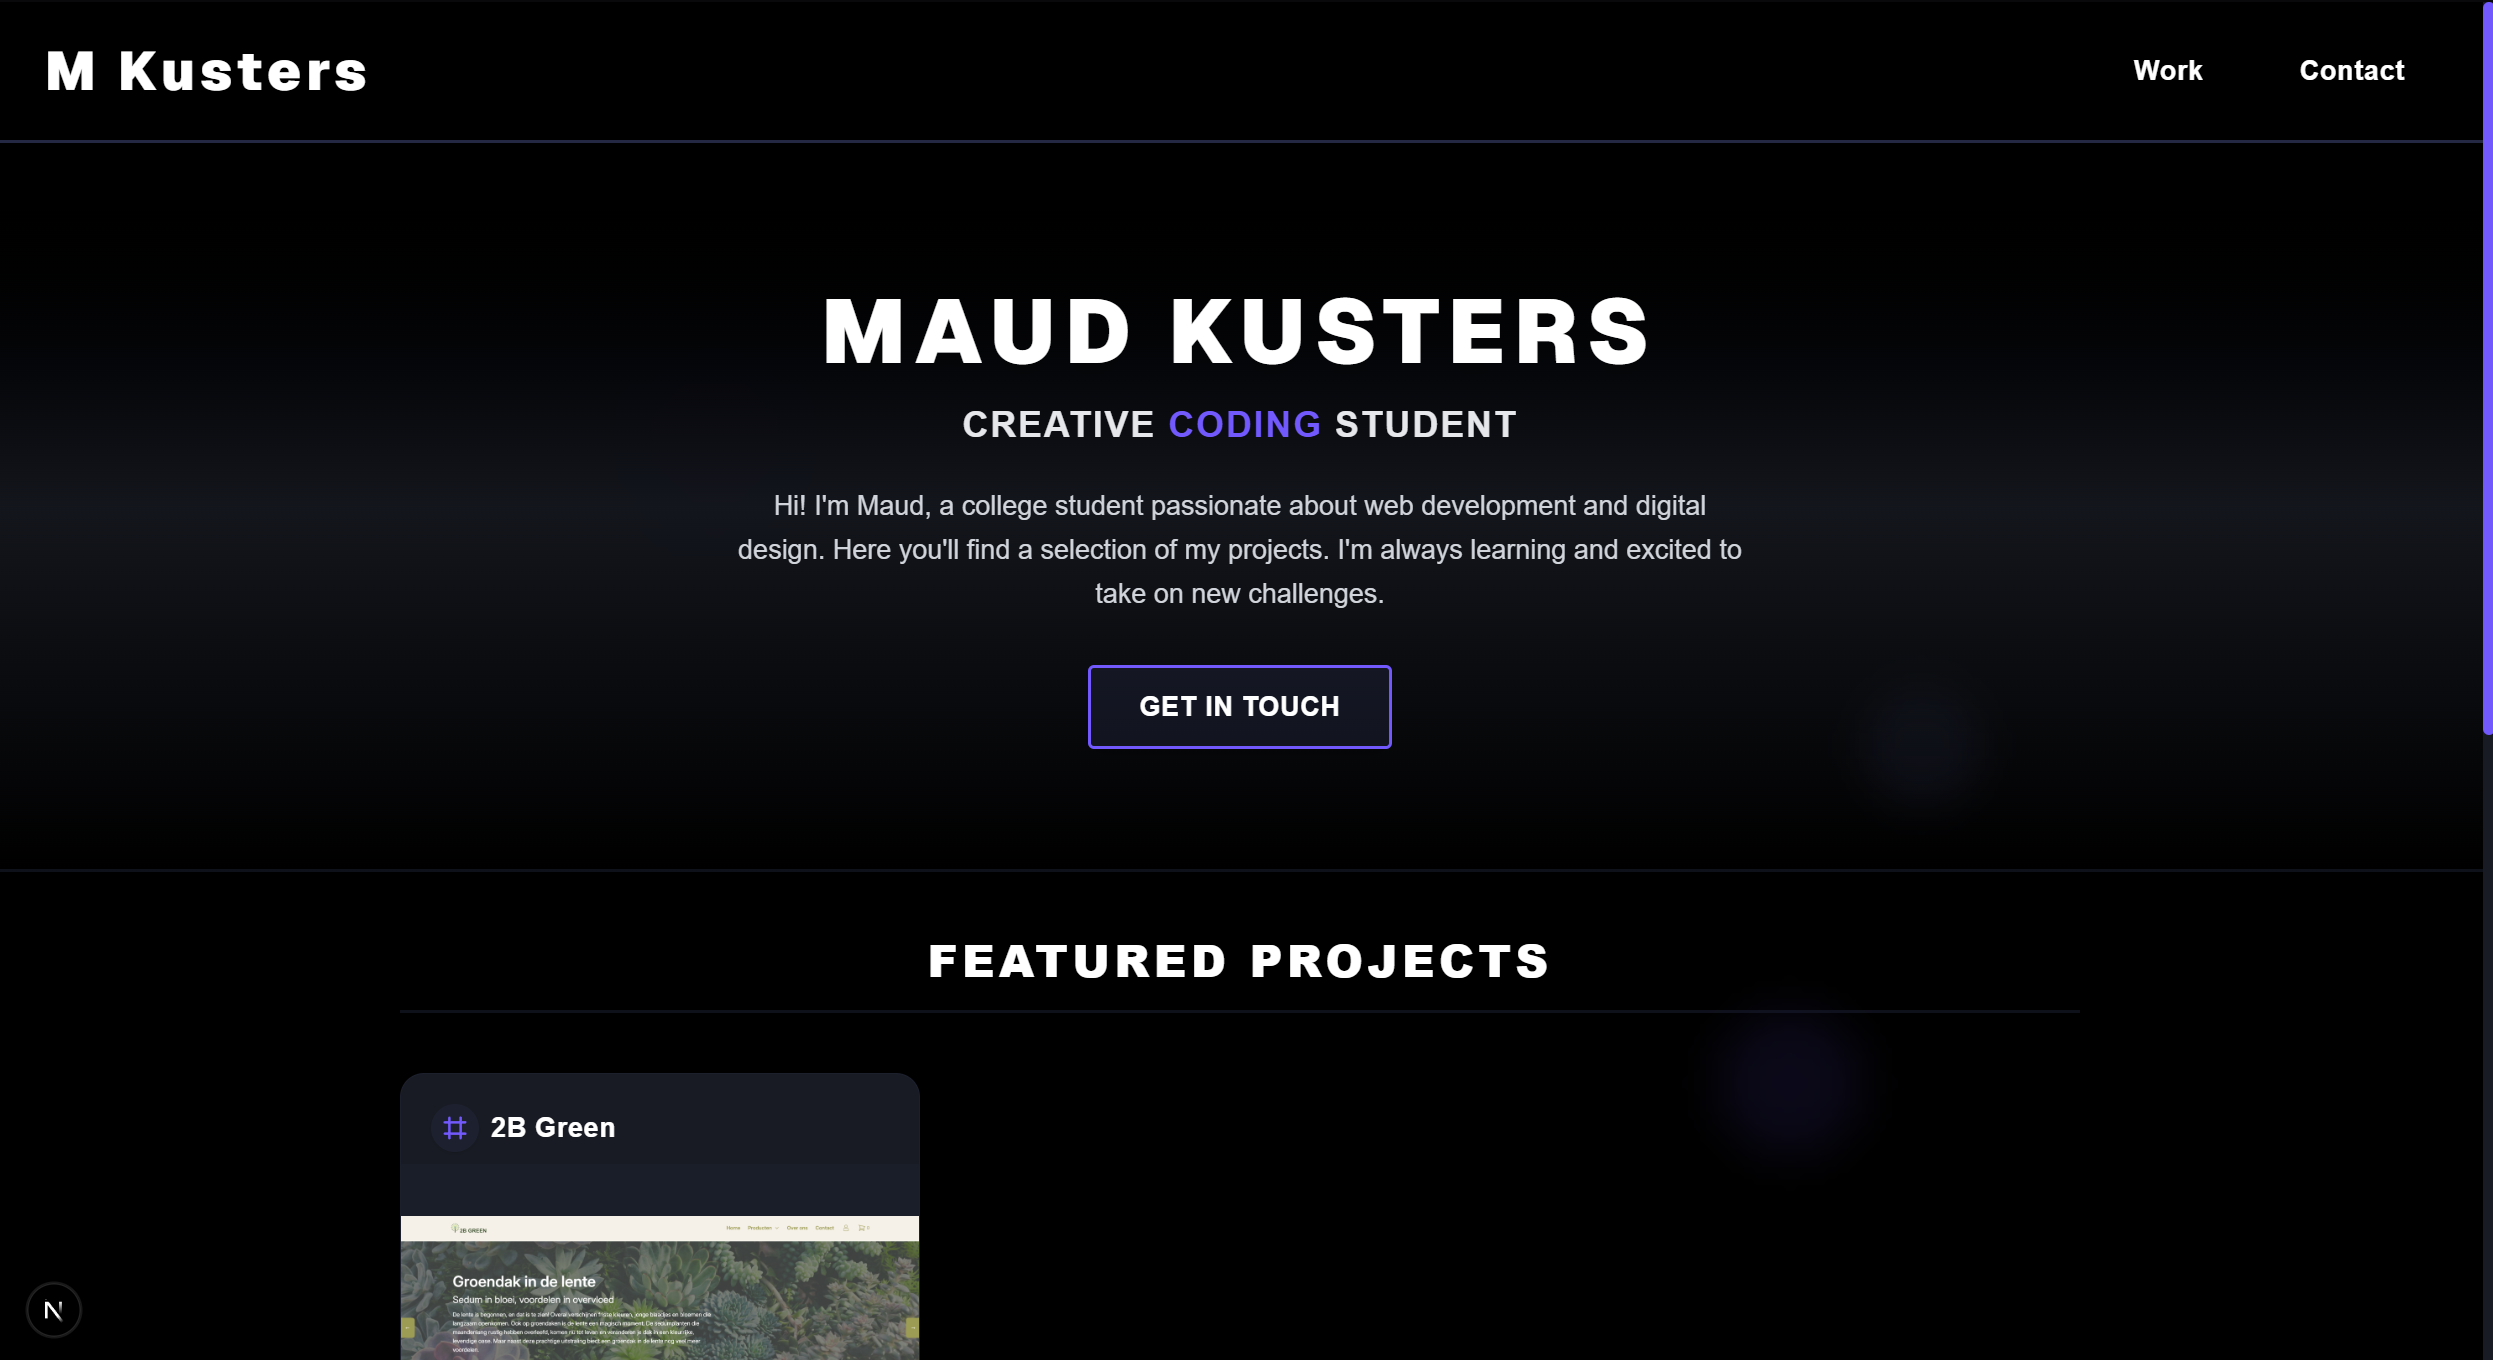 M Kusters
Work
Contact
MAUD KUSTERS
CREATIVE CODING STUDENT
Hi! I'm Maud, a college student passionate about web development and digital
design. Here you'll find a selection of my projects. I'm always learning and excited to
take on new challenges.
GET IN TOUCH
FEATURED PROJECTS
2B Green
2B GREEN
Home
Producten
Over ons
Contact
Groendak in de lente
Sedum in bloei, voordelen in overvloed
N